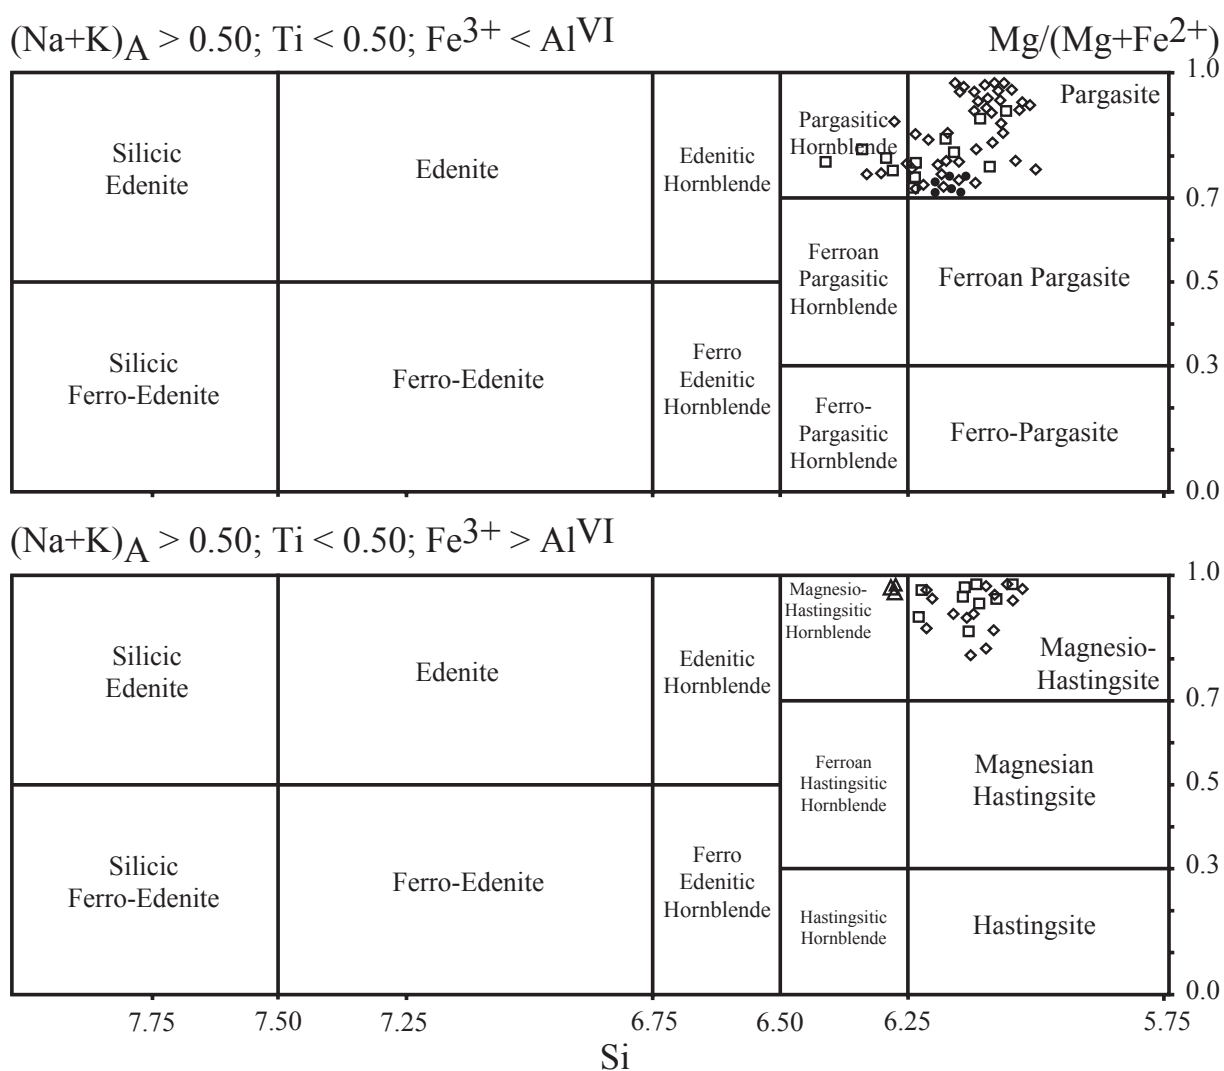 (Na+K)A > 0.50; Ti < 0.50; Fe3+ < AlVI
Mg/(Mg+Fe2+)
1.0
Pargasite
Pargasitic
Hornblende
Silicic
Edenite
Edenite
Edenitic
Hornblende
0.7
Ferroan
Pargasitic
Hornblende
Ferroan Pargasite
0.5
Silicic
Ferro-Edenite
Ferro-Edenite
Ferro
Edenitic
Hornblende
0.3
Ferro-
Pargasitic
Hornblende
Ferro-Pargasite
0.0
(Na+K)A > 0.50; Ti < 0.50; Fe3+ > AlVI
1.0
Magnesio-
Hastingsitic
Hornblende
Silicic
Edenite
Edenite
Edenitic
Hornblende
Magnesio-
Hastingsite
0.7
Ferroan
Hastingsitic
Hornblende
Magnesian
Hastingsite
0.5
Silicic
Ferro-Edenite
Ferro-Edenite
Ferro
Edenitic
Hornblende
0.3
Hastingsitic
Hornblende
Hastingsite
0.0
7.75 7.50 7.25 6.75 6.50 6.25 5.75
Si